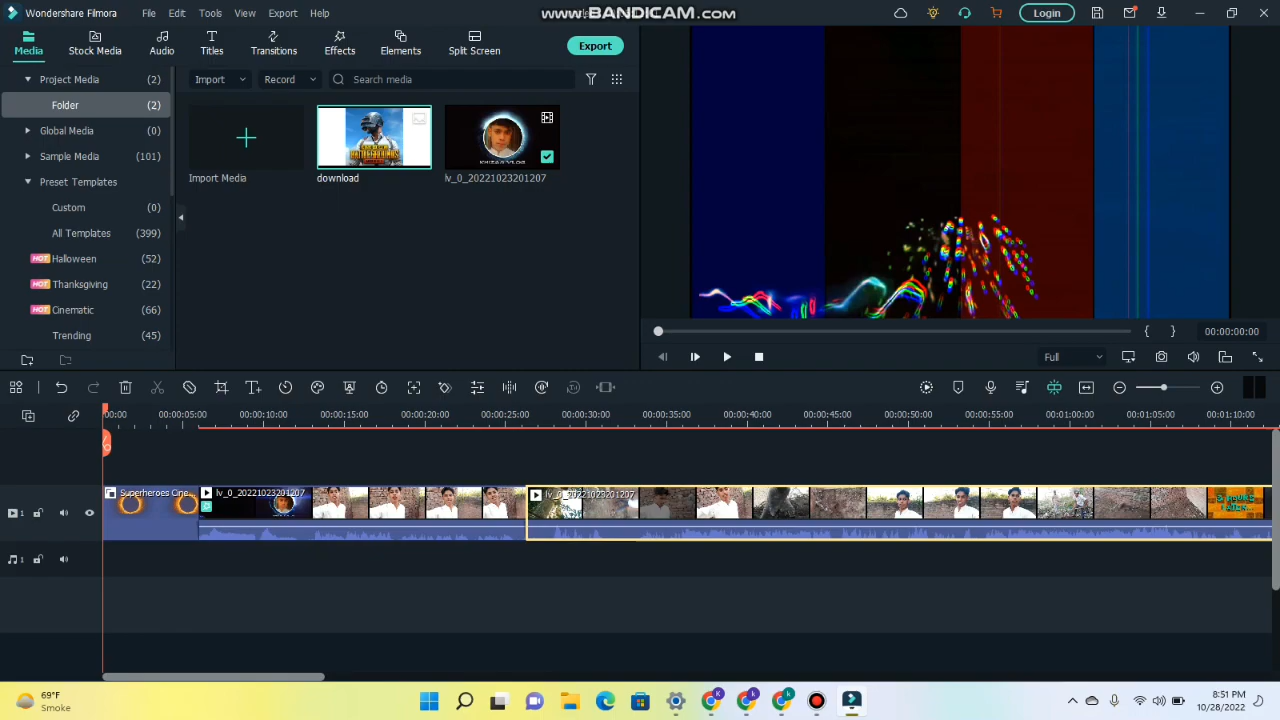 Wondershare Filmora File Edit Tools View Export Help www.BANDICAM.com Login
Media Stock Media Audio Titles Transitions Effects Elements Split Screen Export
Project Media (2)
Folder (2)
Global Media (0)
Sample Media (101)
Preset Templates
Custom (0)
All Templates (399)
HOT Halloween (52)
HOT Thanksgiving (22)
HOT Cinematic (66)
Trending (45)
Import Record Search media
Import Media download lv_0_20221023201207
KHIZAR VLOG
00:00:00:00
Full
00:00 00:00:05:00 00:00:10:00 00:00:15:00 00:00:20:00 00:00:25:00 00:00:30:00 00:00:35:00 00:00:40:00 00:00:45:00 00:00:50:00 00:00:55:00 00:01:00:00 00:01:05:00 00:01:10:00
Superheroes Cine... lv_0_20221023201207 lv_0_20221023201207
1
1
69°F
Smoke
8:51 PM
10/28/2022